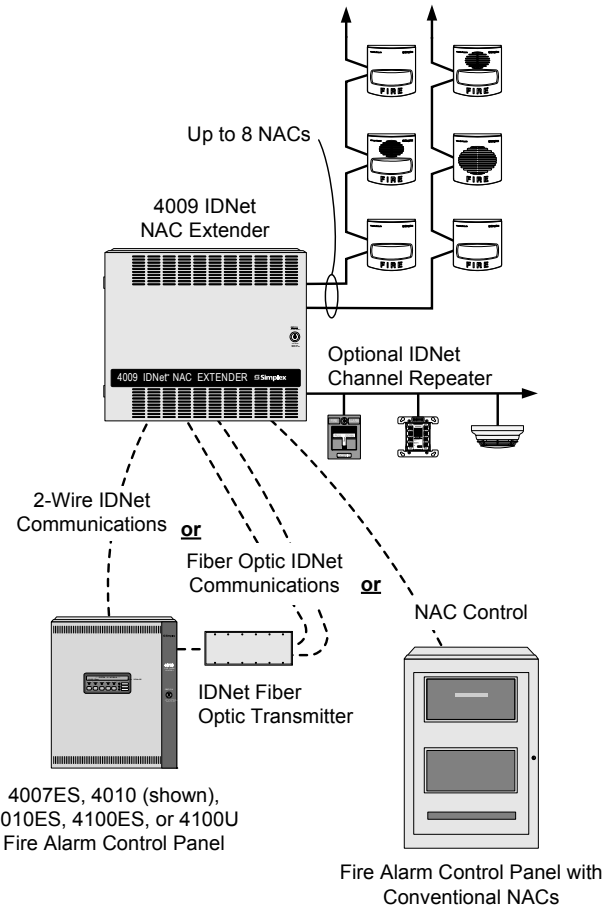 FIRE
FIRE
Up to 8 NACs
FIRE
FIRE
4009 IDNet
NAC Extender
FIRE
FIRE
4009 IDNet NAC EXTENDER Simplex
Optional IDNet
Channel Repeater
2-Wire IDNet
Communications
or
Fiber Optic IDNet
Communications
or
NAC Control
4010
IDNet Fiber
Optic Transmitter
4007ES, 4010 (shown),
010ES, 4100ES, or 4100U
Fire Alarm Control Panel
Fire Alarm Control Panel with
Conventional NACs